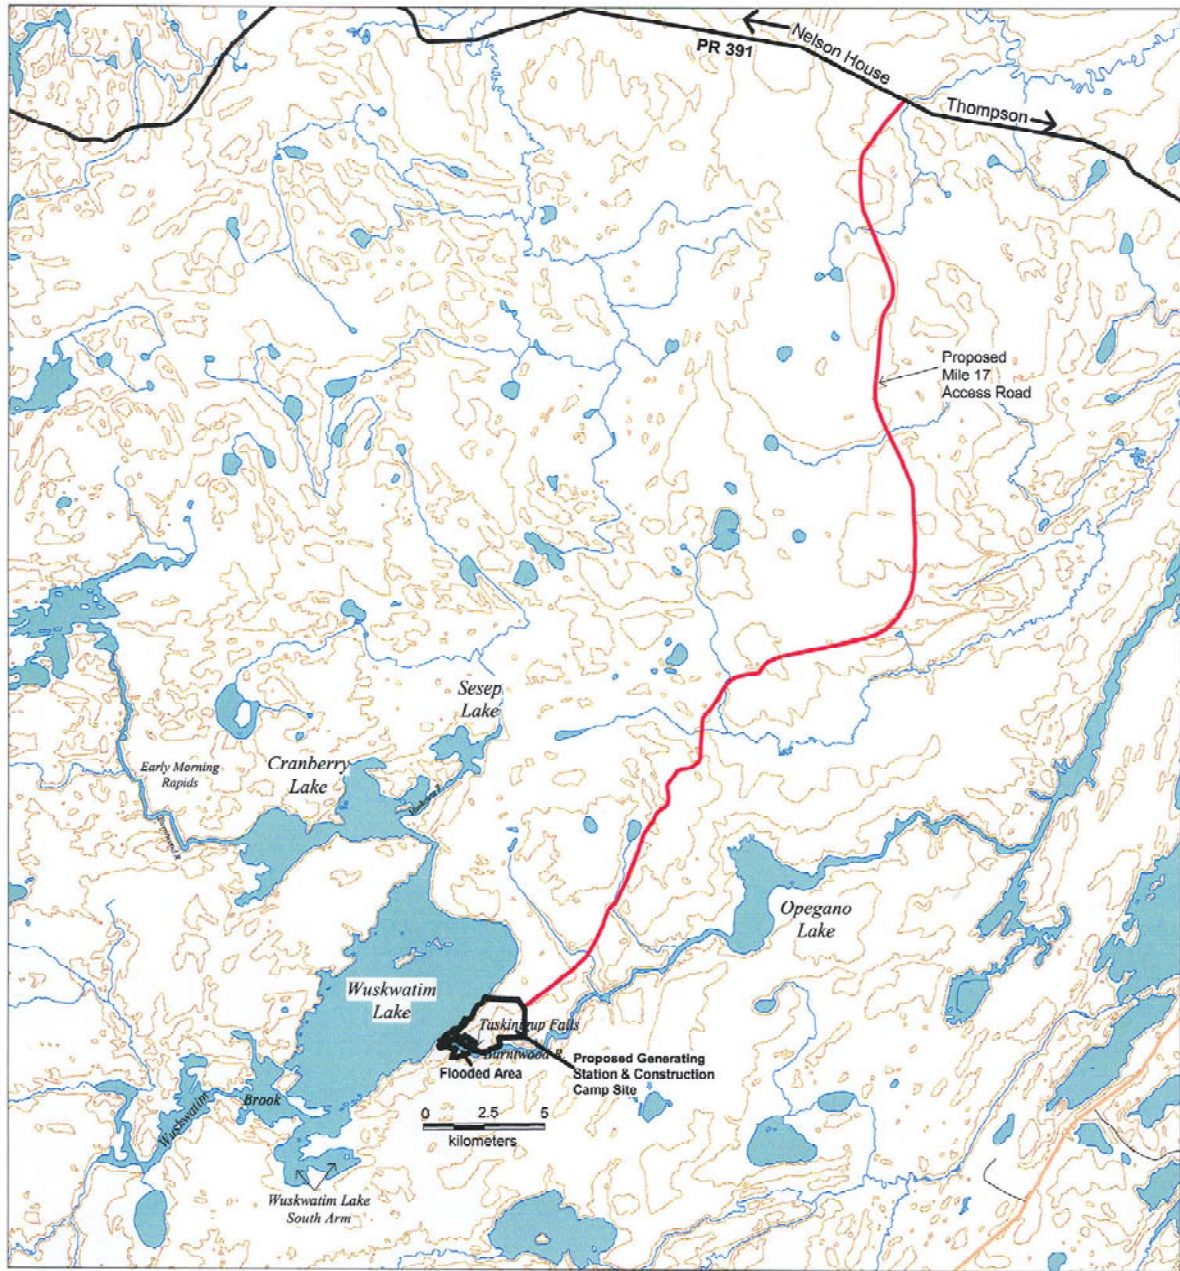 Nelson House
PR 391
Thompson
Proposed
Mile 17
Access Road
Sesep
Lake
Early Morning
Rapids
Cranberry
Lake
Opegano
Lake
Wuskwatim
Lake
Taskinigup Falls
Burntwood R.
Flooded Area
Proposed Generating
Station & Construction
Camp Site
Wuskwatim
Brook
0 2.5 5
kilometers
Wuskwatim Lake
South Arm